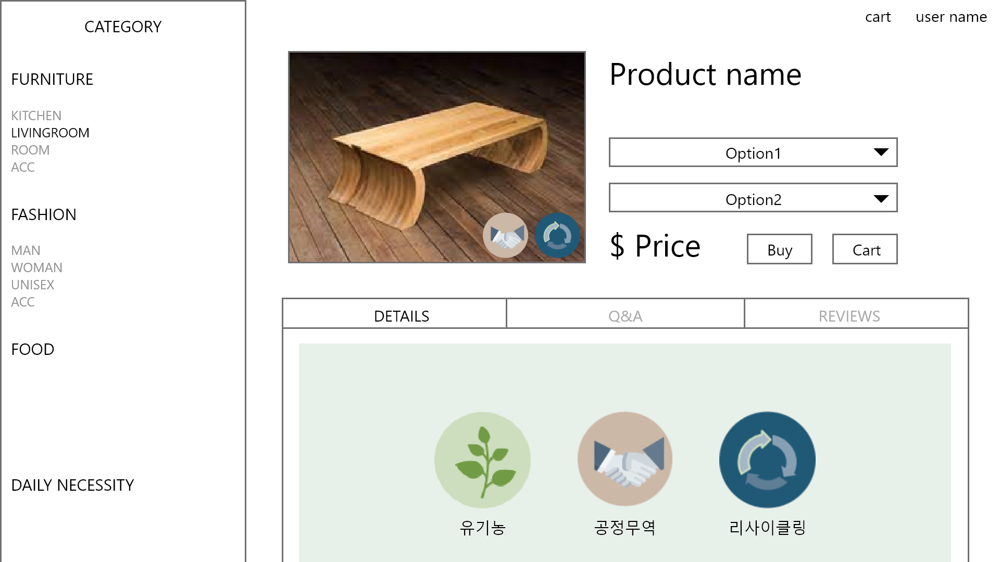 cart
user name
CATEGORY
FURNITURE
KITCHEN
LIVINGROOM
ROOM
ACC
FASHION
MAN
WOMAN
UNISEX
ACC
FOOD
DAILY NECESSITY
Product name
Option1
Option2
$ Price
Buy
Cart
DETAILS
Q&A
REVIEWS
유기농
공정무역
리사이클링